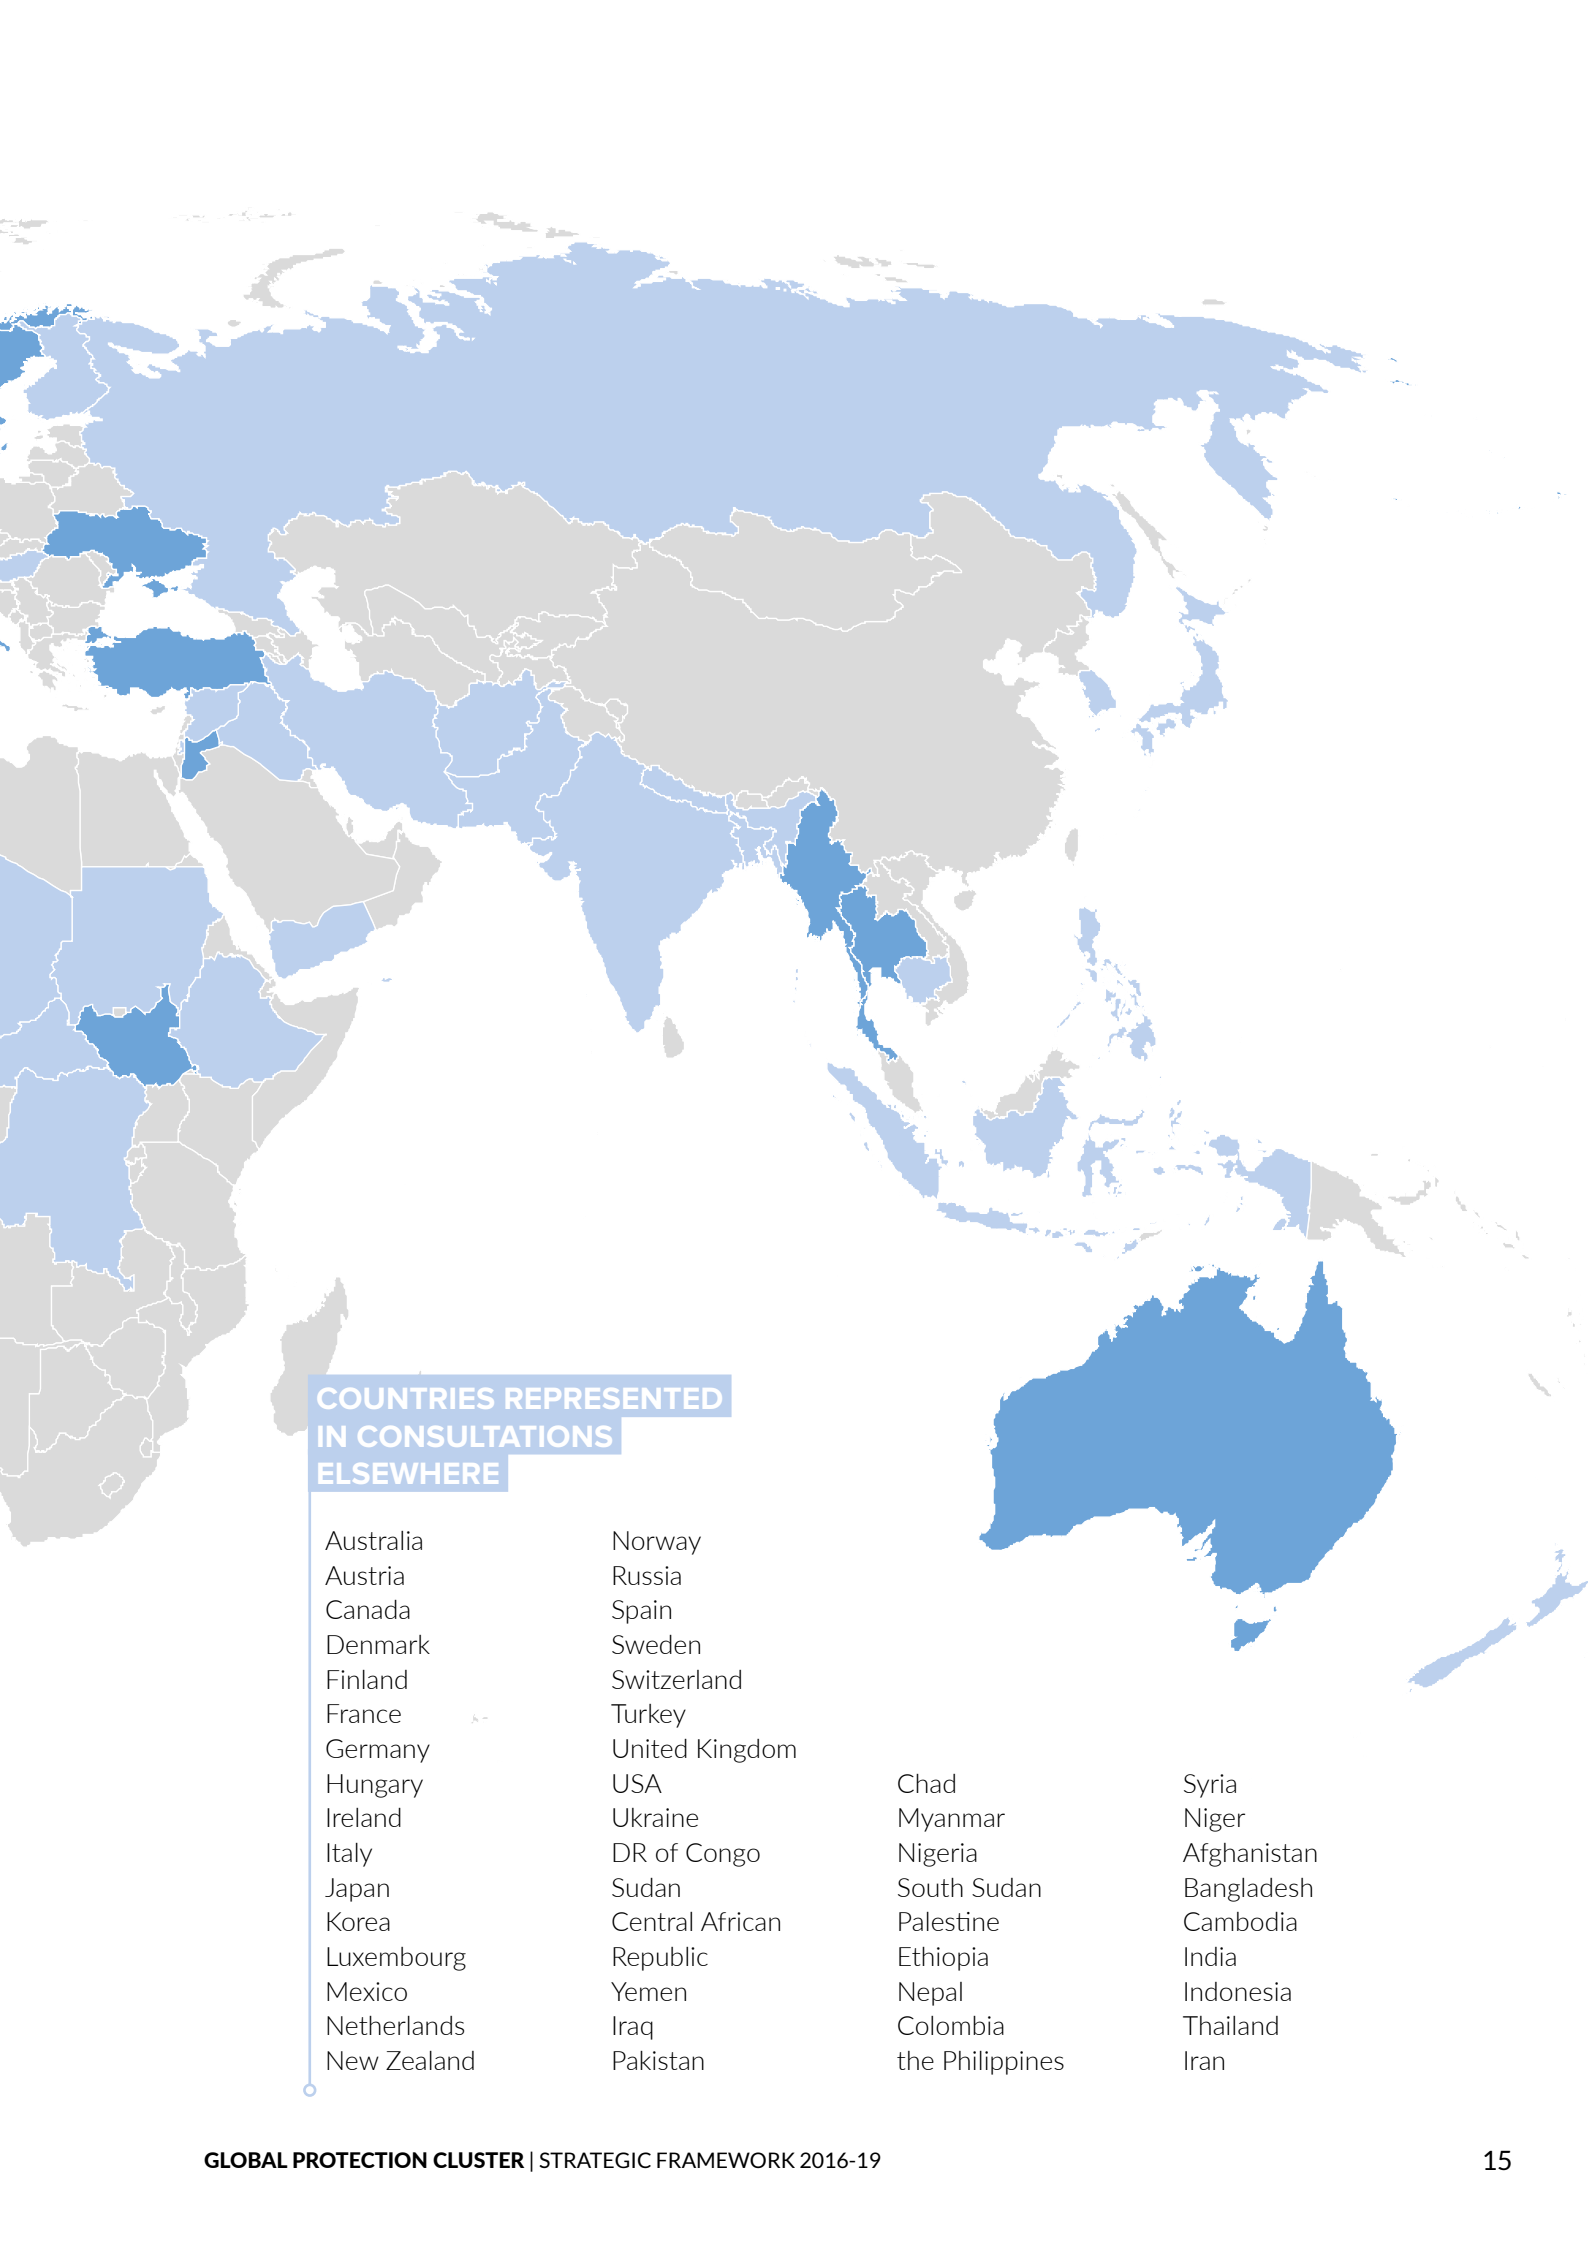 COUNTRIES REPRESENTED
IN CONSULTATIONS
ELSEWHERE
Australia
Austria
Canada
Denmark
Finland
France
Germany
Hungary
Ireland
Italy
Japan
Korea
Luxembourg
Mexico
Netherlands
New Zealand
Norway
Russia
Spain
Sweden
Switzerland
Turkey
United Kingdom
USA
Ukraine
DR of Congo
Sudan
Central African
Republic
Yemen
Iraq
Pakistan
Chad
Myanmar
Nigeria
South Sudan
Palestine
Ethiopia
Nepal
Colombia
the Philippines
Syria
Niger
Afghanistan
Bangladesh
Cambodia
India
Indonesia
Thailand
Iran
GLOBAL PROTECTION CLUSTER | STRATEGIC FRAMEWORK 2016-19
15